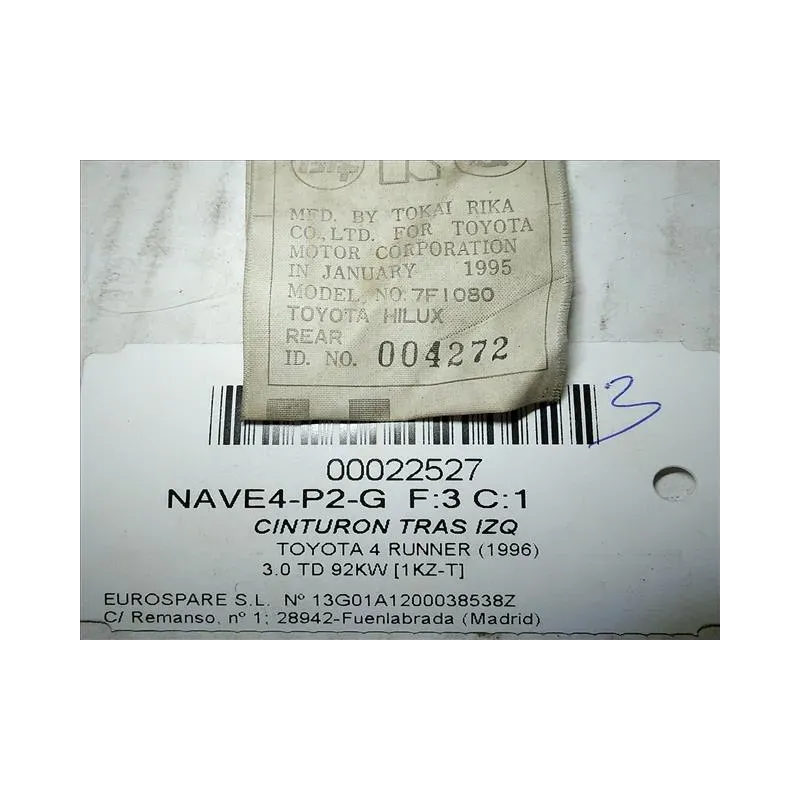 MFD. BY TOKAI RIKA
CO., LTD. FOR TOYOTA
MOTOR CORPORATION
IN JANUARY 1995
MODEL NO. 7F1080
TOYOTA HILUX
REAR
ID. NO. 004272
3
00022527
NAVE4-P2-G F:3 C:1
CINTURON TRAS IZQ
TOYOTA 4 RUNNER (1996)
3.0 TD 92KW [1KZ-T]
EUROSPARE S.L. Nº 13G01A1200038538Z
C/ Remanso, nº 1; 28942-Fuenlabrada (Madrid)